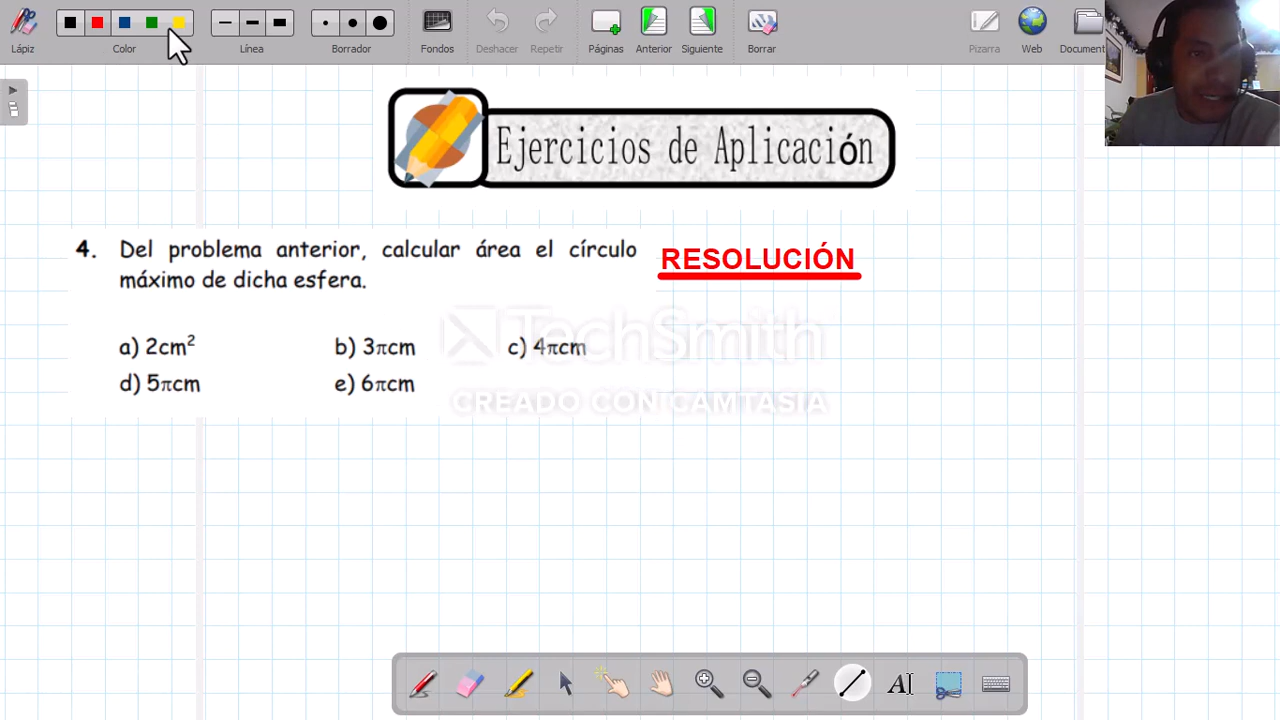 Lápiz
Color
Línea
Borrador
Fondos
Deshacer
Repetir
Páginas
Anterior
Siguiente
Borrar
Pizarra
Web
Document
Ejercicios de Aplicación
4. Del problema anterior, calcular área el círculo
máximo de dicha esfera.
RESOLUCIÓN
a) 2cm²
b) 3πcm
c) 4πcm
d) 5πcm
e) 6πcm
TechSmith
CREADO CON CAMTASIA
AI